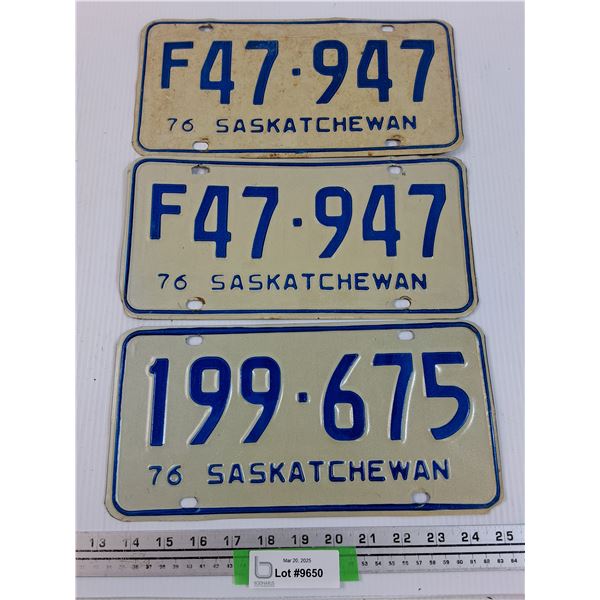 F47·947
76 SASKATCHEWAN
F47·947
76 SASKATCHEWAN
199·675
76 SASKATCHEWAN
13 14 15 16 17 18 19 20 21 22 23 24 25
Mar 20, 2025
Lot #9650